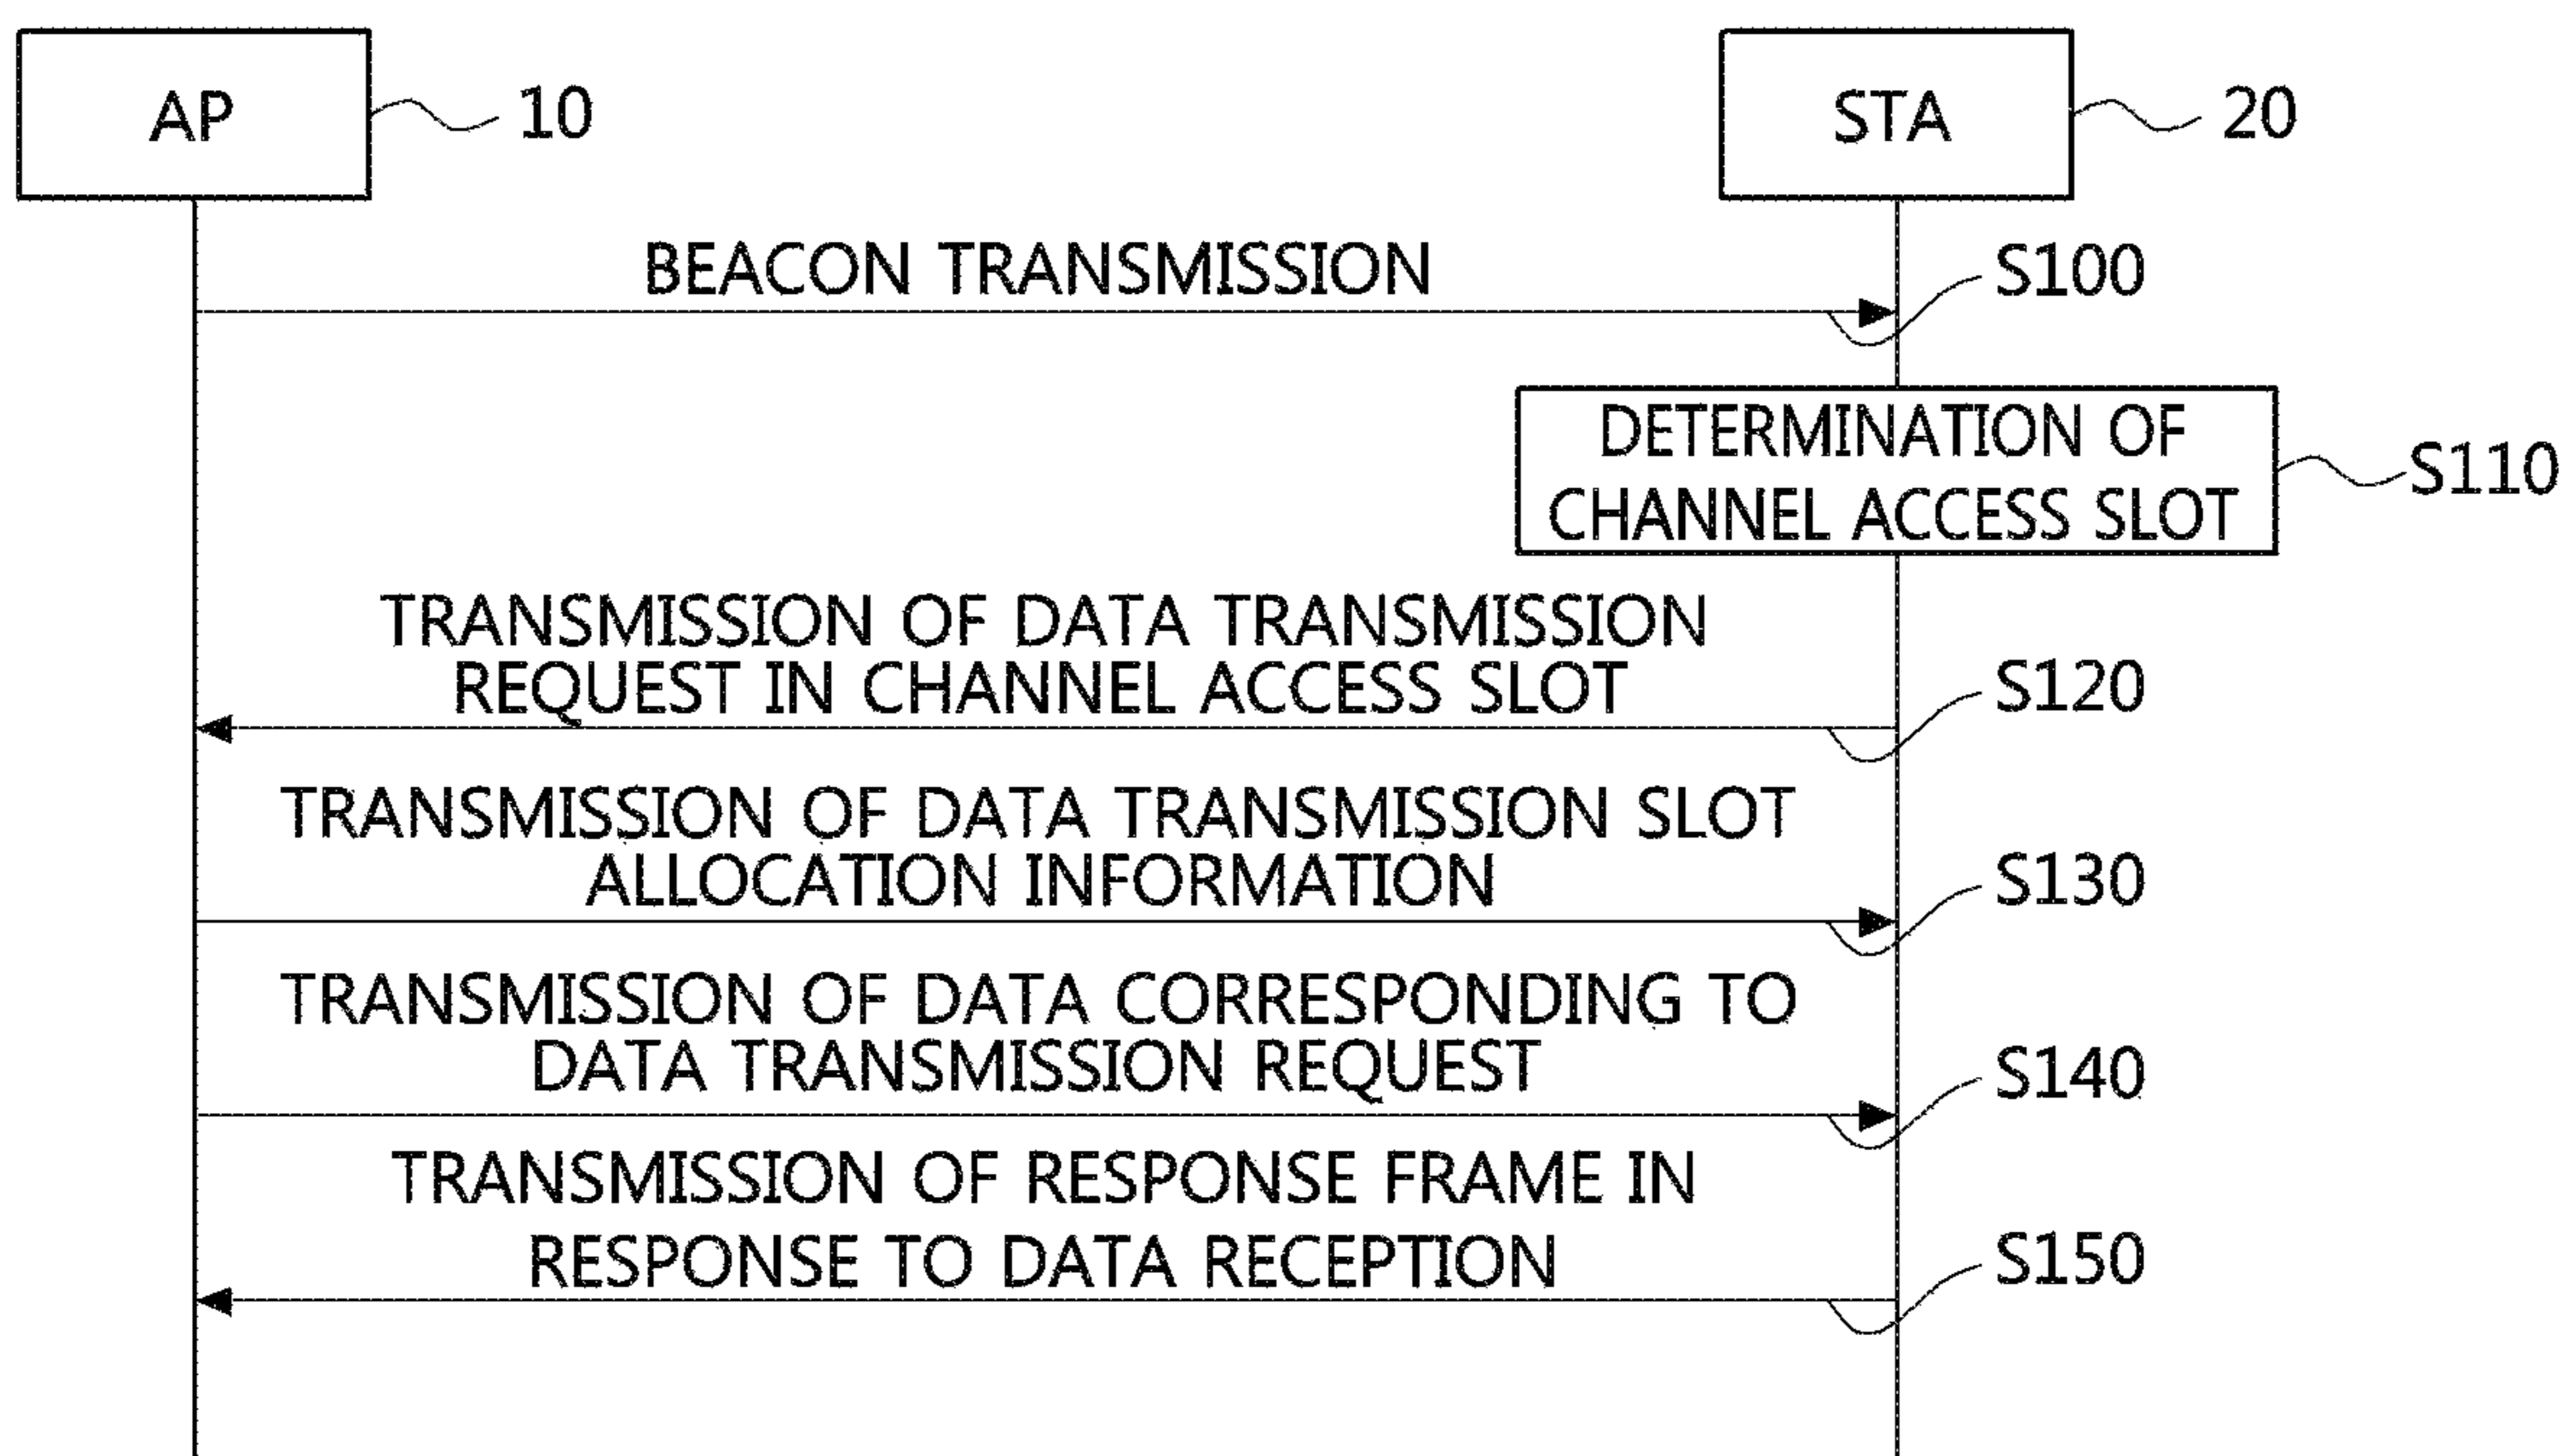 AP
10
STA
20
BEACON TRANSMISSION
S100
DETERMINATION OF
CHANNEL ACCESS SLOT
S110
TRANSMISSION OF DATA TRANSMISSION
REQUEST IN CHANNEL ACCESS SLOT
S120
TRANSMISSION OF DATA TRANSMISSION SLOT
ALLOCATION INFORMATION
S130
TRANSMISSION OF DATA CORRESPONDING TO
DATA TRANSMISSION REQUEST
S140
TRANSMISSION OF RESPONSE FRAME IN
RESPONSE TO DATA RECEPTION
S150